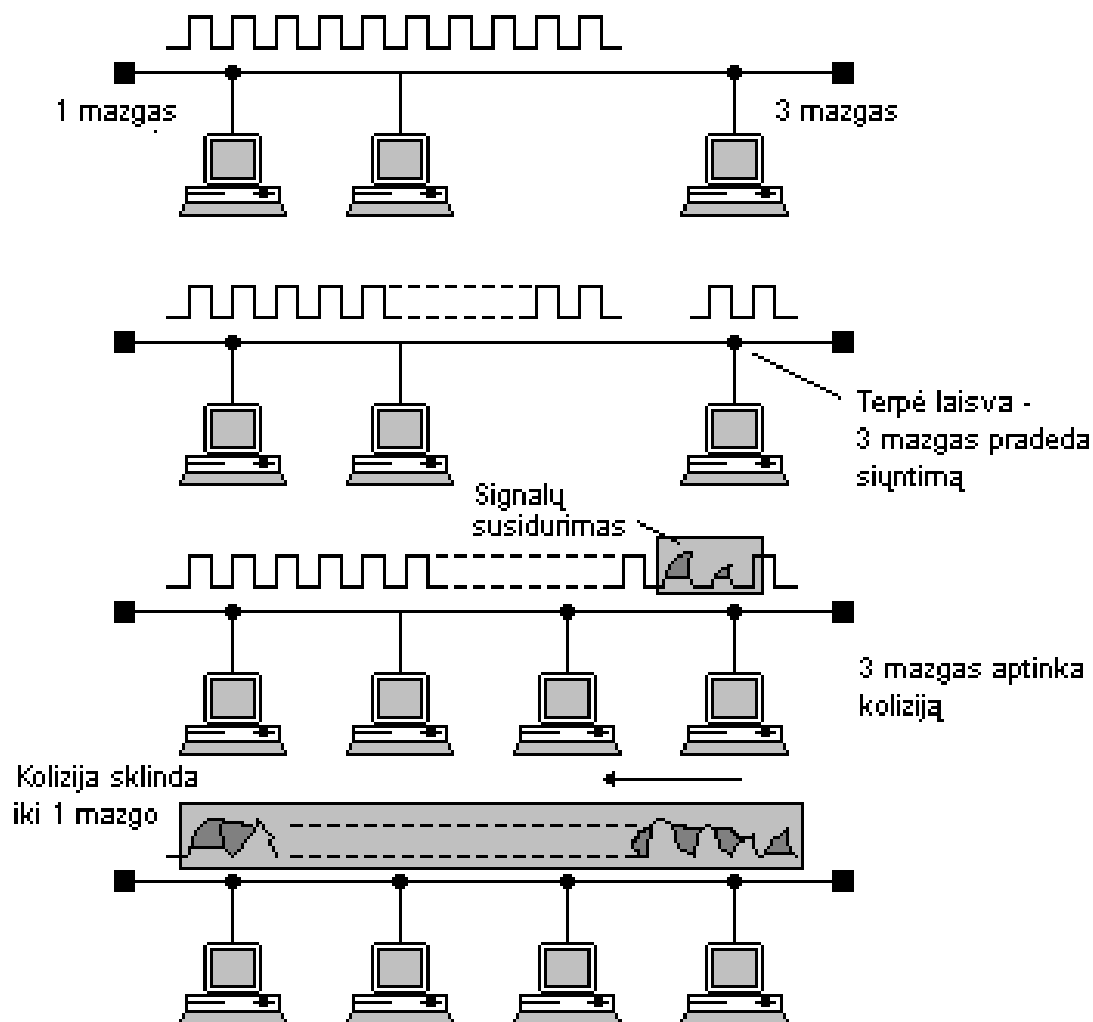 1 mazgas
3 mazgas
Terpė laisva -
3 mazgas pradeda
siųntimą
Signalų
susidurimas
3 mazgas aptinka
koliziją
Kolizija sklinda
iki 1 mazgo